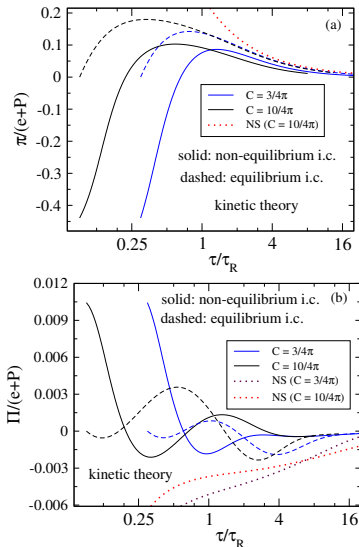 (a)
0.2
0.1
0
-0.1
-0.2
-0.3
-0.4
π/(e+P)
C = 3/4π
C = 10/4π
NS (C = 10/4π)
solid: non-equilibrium i.c.
dashed: equilibrium i.c.
kinetic theory
0.25 1 4 16
τ/τR
0.012
0.009
0.006
0.003
0
-0.003
-0.006
Π/(e+P)
solid: non-equilibrium i.c. (b)
dashed: equilibrium i.c.
C = 3/4π
C = 10/4π
NS (C = 3/4π)
NS (C = 10/4π)
kinetic theory
0.25 1 4 16
τ/τR